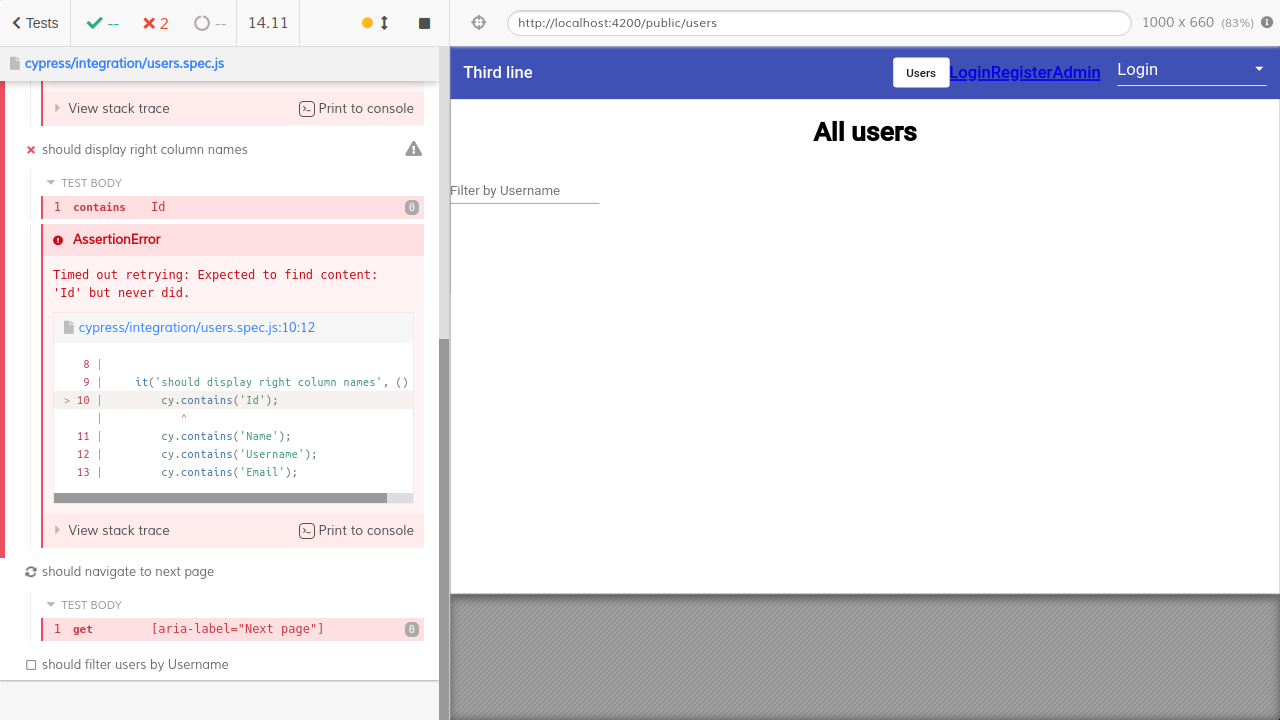 Tests
--
2
--
14.11
http://localhost:4200/public/users
1000 x 660 (83%)
cypress/integration/users.spec.js
View stack trace
Print to console
should display right column names
TEST BODY
1 contains Id 0
AssertionError
Timed out retrying: Expected to find content:
'Id' but never did.
cypress/integration/users.spec.js:10:12
8 |
9 | it('should display right column names', ()
> 10 | cy.contains('Id');
| ^
11 | cy.contains('Name');
12 | cy.contains('Username');
13 | cy.contains('Email');
View stack trace
Print to console
should navigate to next page
TEST BODY
1 get [aria-label="Next page"] 0
should filter users by Username
Third line
Users
LoginRegisterAdmin
Login
All users
Filter by Username